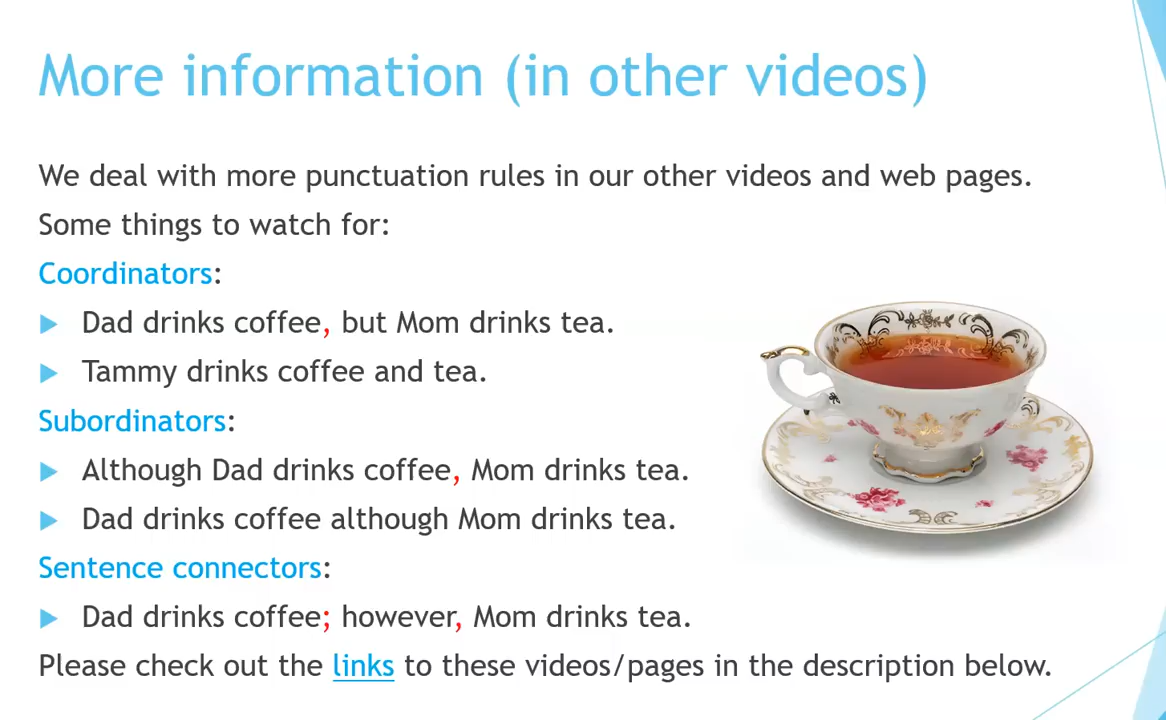 More information (in other videos)
We deal with more punctuation rules in our other videos and web pages.
Some things to watch for:
Coordinators:
Dad drinks coffee, but Mom drinks tea.
Tammy drinks coffee and tea.
Subordinators:
Although Dad drinks coffee, Mom drinks tea.
Dad drinks coffee although Mom drinks tea.
Sentence connectors:
Dad drinks coffee; however, Mom drinks tea.
Please check out the links to these videos/pages in the description below.